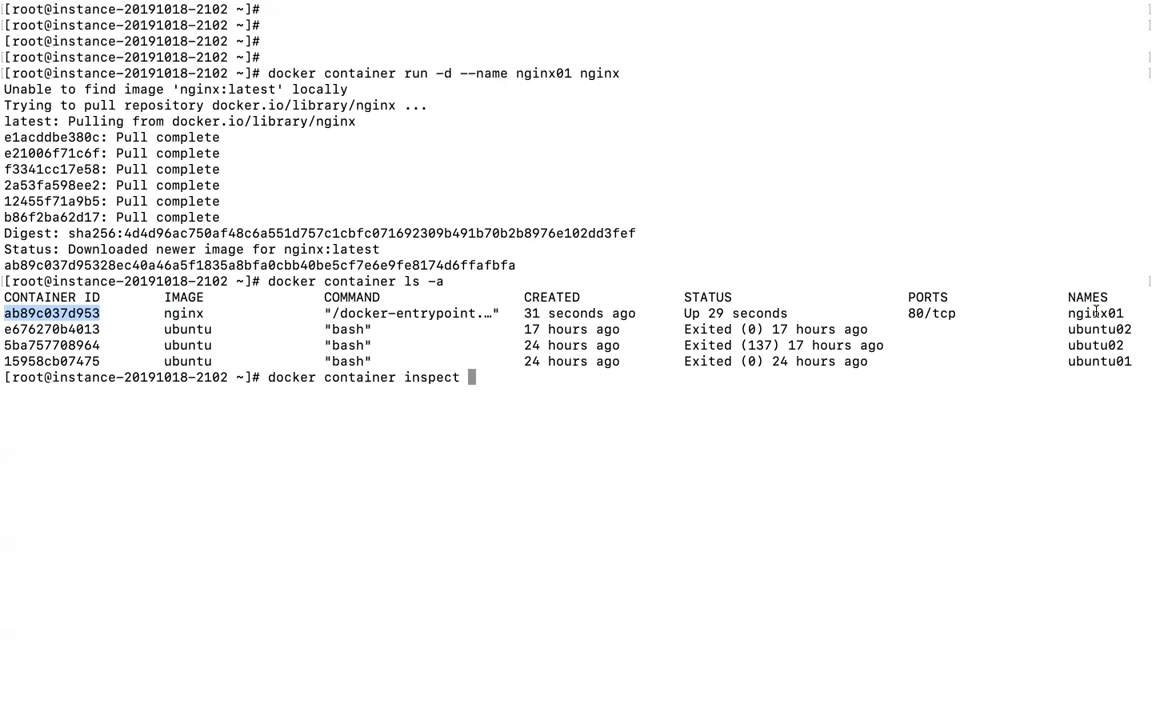 [root@instance-20191018-2102 ~]#
[root@instance-20191018-2102 ~]#
[root@instance-20191018-2102 ~]#
[root@instance-20191018-2102 ~]#
[root@instance-20191018-2102 ~]# docker container run -d --name nginx01 nginx
Unable to find image 'nginx:latest' locally
Trying to pull repository docker.io/library/nginx ...
latest: Pulling from docker.io/library/nginx
e1acddbe380c: Pull complete
e21006f71c6f: Pull complete
f3341cc17e58: Pull complete
2a53fa598ee2: Pull complete
12455f71a9b5: Pull complete
b86f2ba62d17: Pull complete
Digest: sha256:4d4d96ac750af48c6a551d757c1cbfc071692309b491b70b2b8976e102dd3fef
Status: Downloaded newer image for nginx:latest
ab89c037d95328ec40a46a5f1835a8bfa0cbb40be5cf7e6e9fe8174d6ffafbfa
[root@instance-20191018-2102 ~]# docker container ls -a
CONTAINER ID IMAGE COMMAND CREATED STATUS PORTS NAMES
ab89c037d953 nginx "/docker-entrypoint.…" 31 seconds ago Up 29 seconds 80/tcp nginx01
e676270b4013 ubuntu "bash" 17 hours ago Exited (0) 17 hours ago ubuntu02
5ba757708964 ubuntu "bash" 24 hours ago Exited (137) 17 hours ago ubutu02
15958cb07475 ubuntu "bash" 24 hours ago Exited (0) 24 hours ago ubuntu01
[root@instance-20191018-2102 ~]# docker container inspect